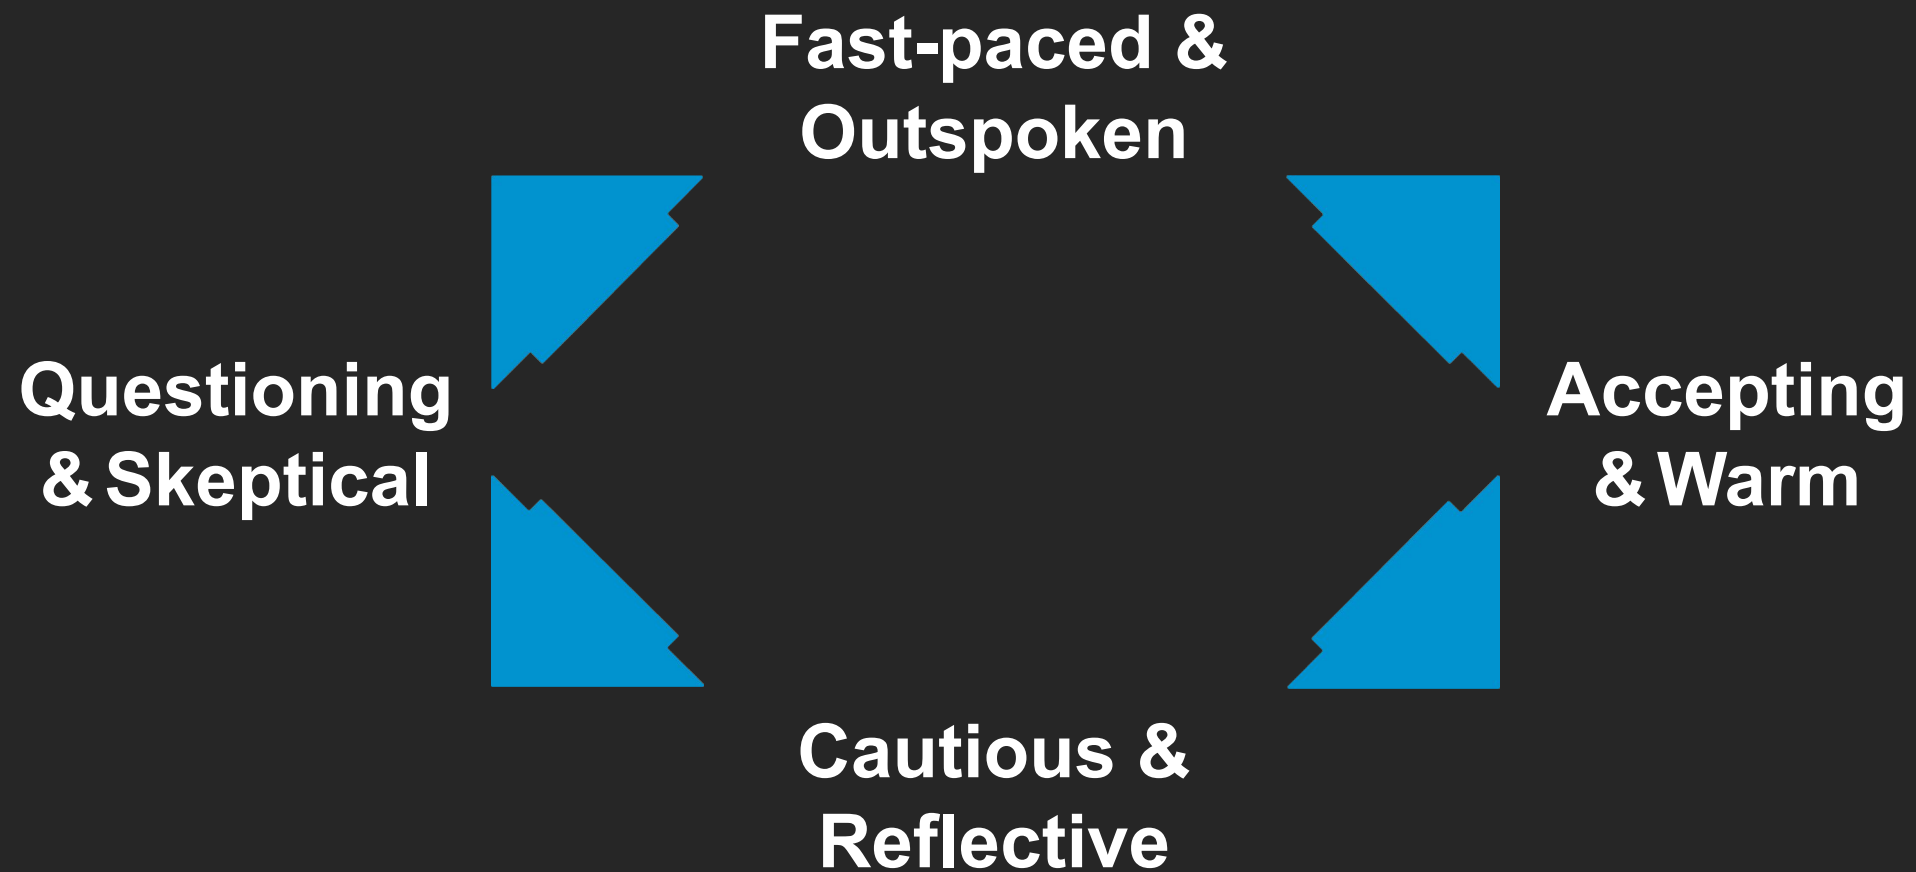 Fast-paced &
Outspoken
Questioning
& Skeptical
Accepting
& Warm
Cautious &
Reflective